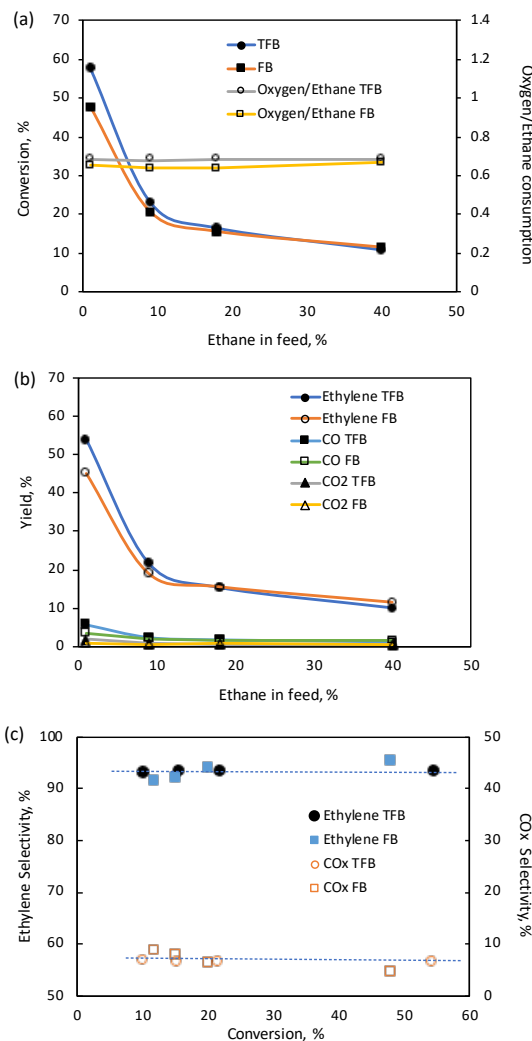 (a)
70
60
50
40
30
20
10
0
Conversion, %
1.4
1.2
1
0.8
0.6
0.4
0.2
0
Oxygen/Ethane consumption
TFB
FB
Oxygen/Ethane TFB
Oxygen/Ethane FB
0 10 20 30 40 50
Ethane in feed, %
(b)
70
60
50
40
30
20
10
0
Yield, %
Ethylene TFB
Ethylene FB
CO TFB
CO FB
CO2 TFB
CO2 FB
0 10 20 30 40 50
Ethane in feed, %
(c)
100
90
80
70
60
50
Ethylene Selectivity, %
50
40
30
20
10
0
COx Selectivity, %
Ethylene TFB
Ethylene FB
COx TFB
COx FB
0 10 20 30 40 50 60
Conversion, %